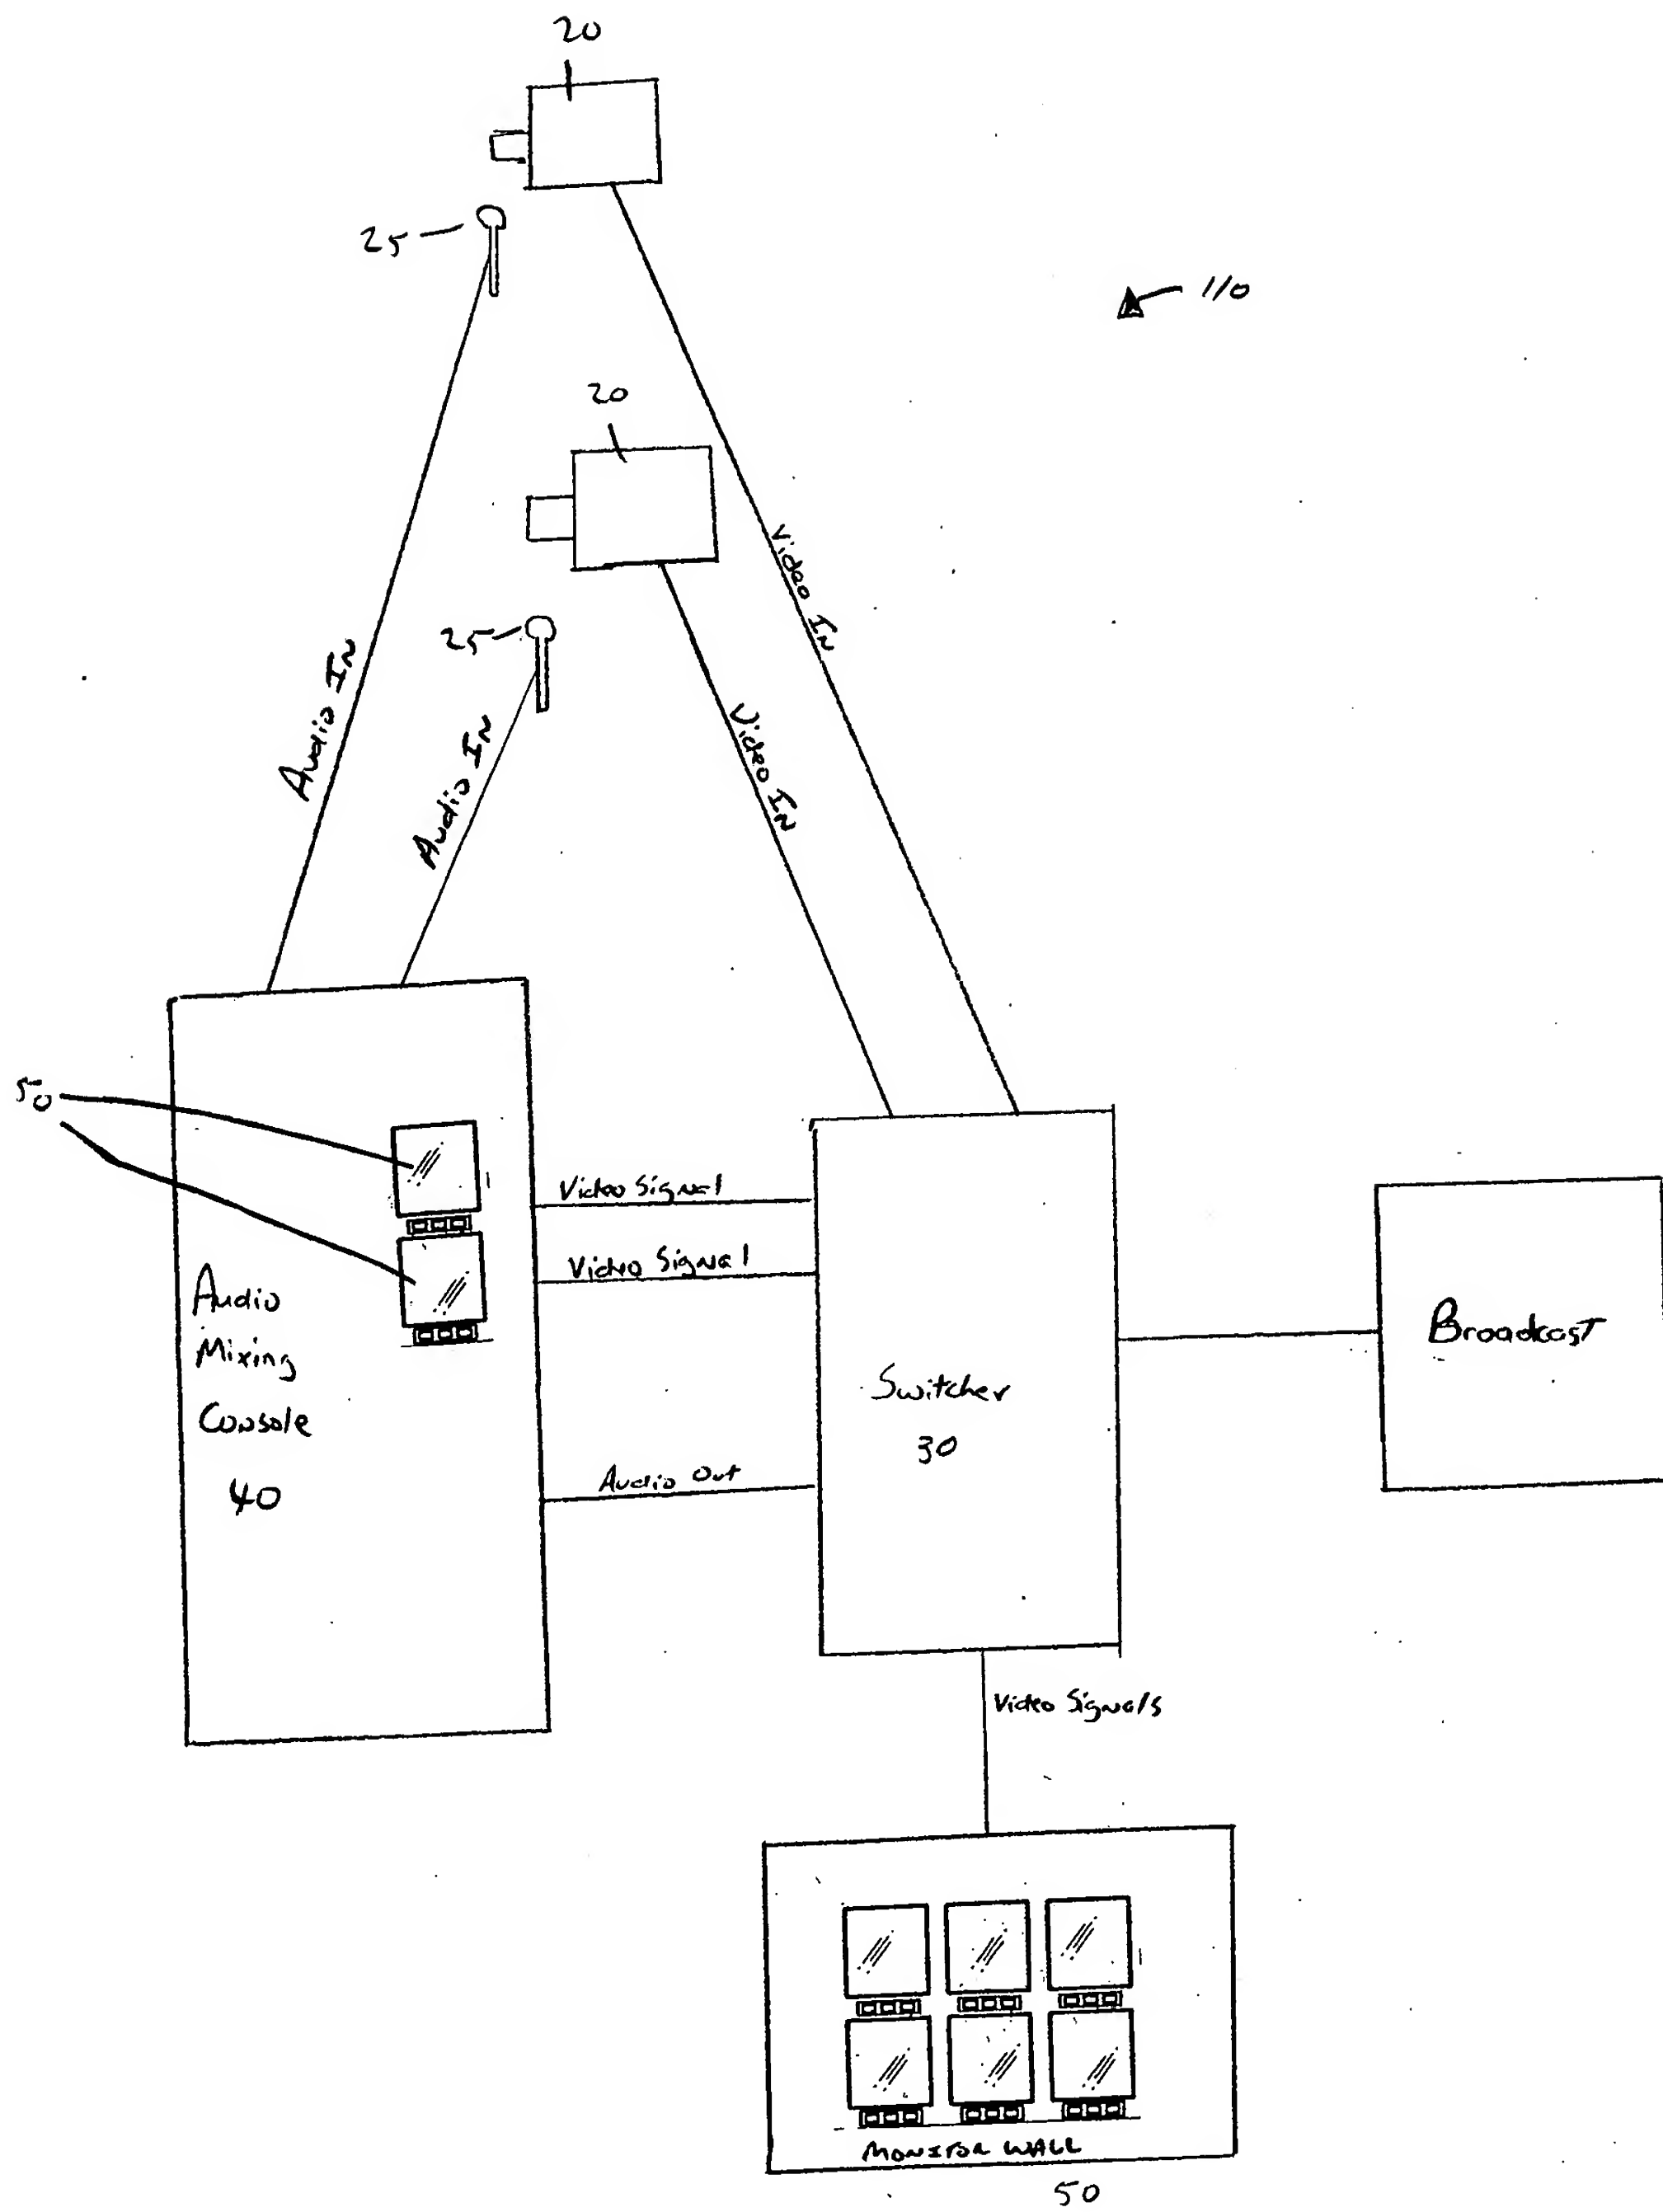 20
25
110
20
Video IN
25
Audio IN
Video IN
Audio IN
50
Video Signal
Video Signal
Audio
Mixing
Console
40
Broadcast
Switcher
30
Audio Out
Video Signals
MONITOR WALL
50